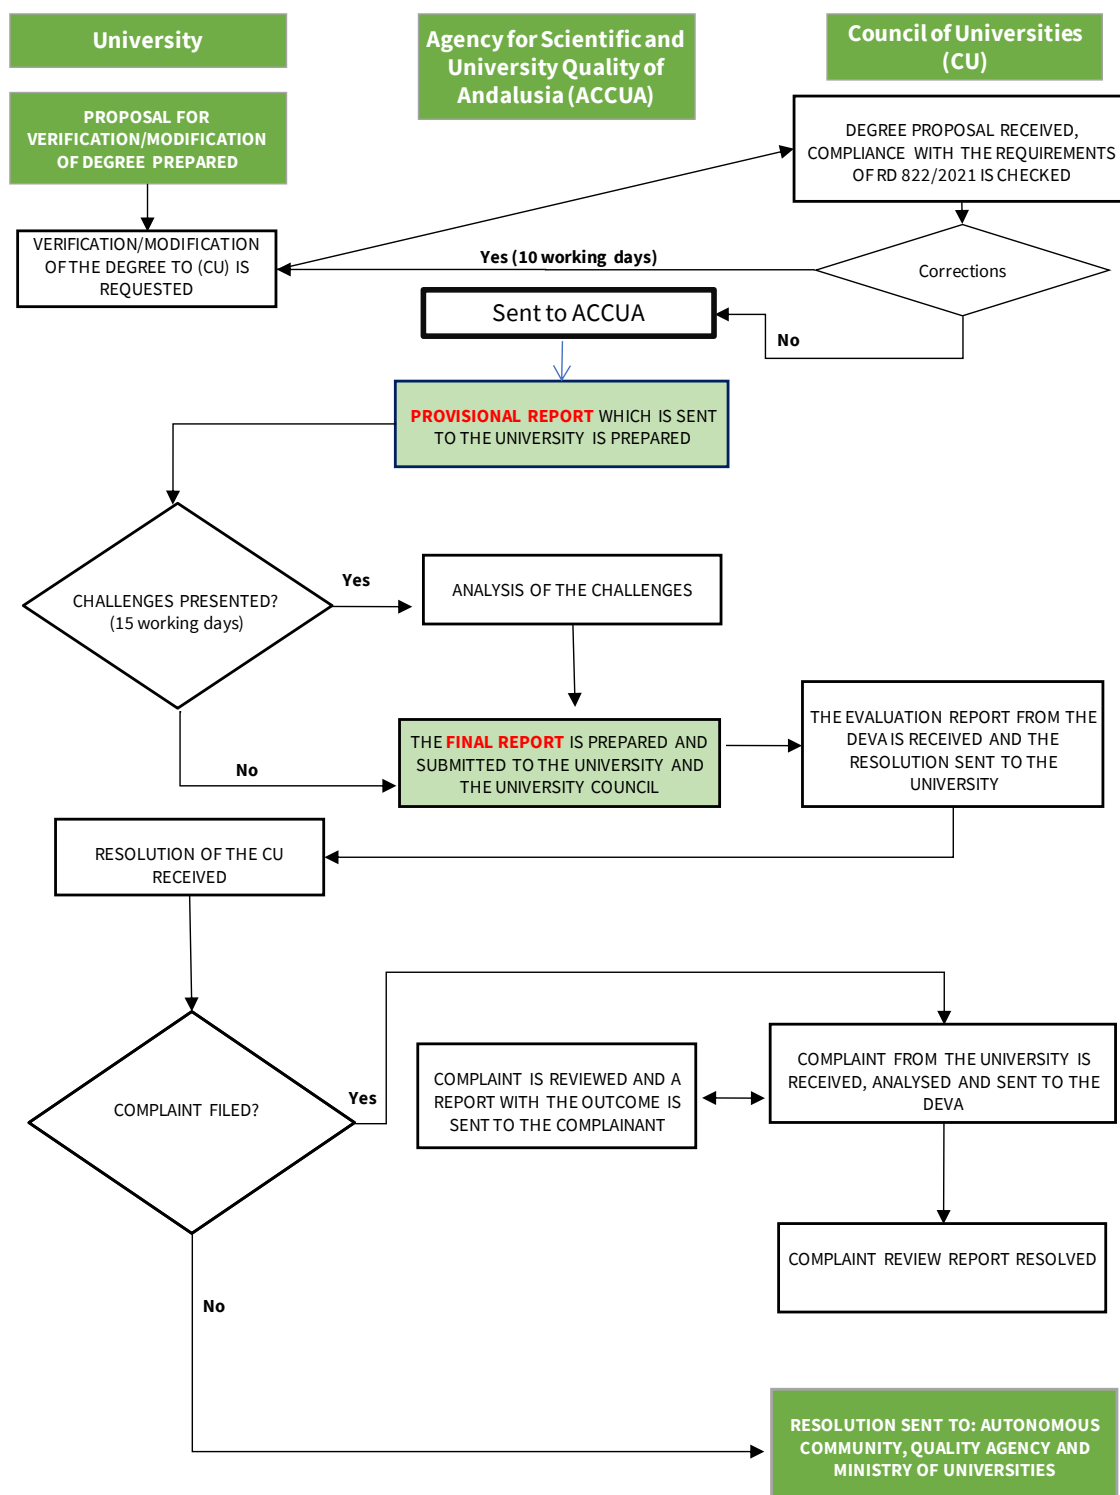 University
Agency for Scientific and
University Quality of
Andalusia (ACCUA)
Council of Universities
(CU)
PROPOSAL FOR
VERIFICATION/MODIFICATION
OF DEGREE PREPARED
DEGREE PROPOSAL RECEIVED,
COMPLIANCE WITH THE REQUIREMENTS
OF RD 822/2021 IS CHECKED
VERIFICATION/MODIFICATION
OF THE DEGREE TO (CU) IS
REQUESTED
Yes (10 working days)
Corrections
Sent to ACCUA
No
PROVISIONAL REPORT WHICH IS SENT
TO THE UNIVERSITY IS PREPARED
CHALLENGES PRESENTED?
(15 working days)
Yes
ANALYSIS OF THE CHALLENGES
No
THE FINAL REPORT IS PREPARED AND
SUBMITTED TO THE UNIVERSITY AND
THE UNIVERSITY COUNCIL
THE EVALUATION REPORT FROM THE
DEVA IS RECEIVED AND THE
RESOLUTION SENT TO THE
UNIVERSITY
RESOLUTION OF THE CU
RECEIVED
COMPLAINT FILED?
Yes
COMPLAINT IS REVIEWED AND A
REPORT WITH THE OUTCOME IS
SENT TO THE COMPLAINANT
COMPLAINT FROM THE UNIVERSITY IS
RECEIVED, ANALYSED AND SENT TO THE
DEVA
COMPLAINT REVIEW REPORT RESOLVED
No
RESOLUTION SENT TO: AUTONOMOUS
COMMUNITY, QUALITY AGENCY AND
MINISTRY OF UNIVERSITIES